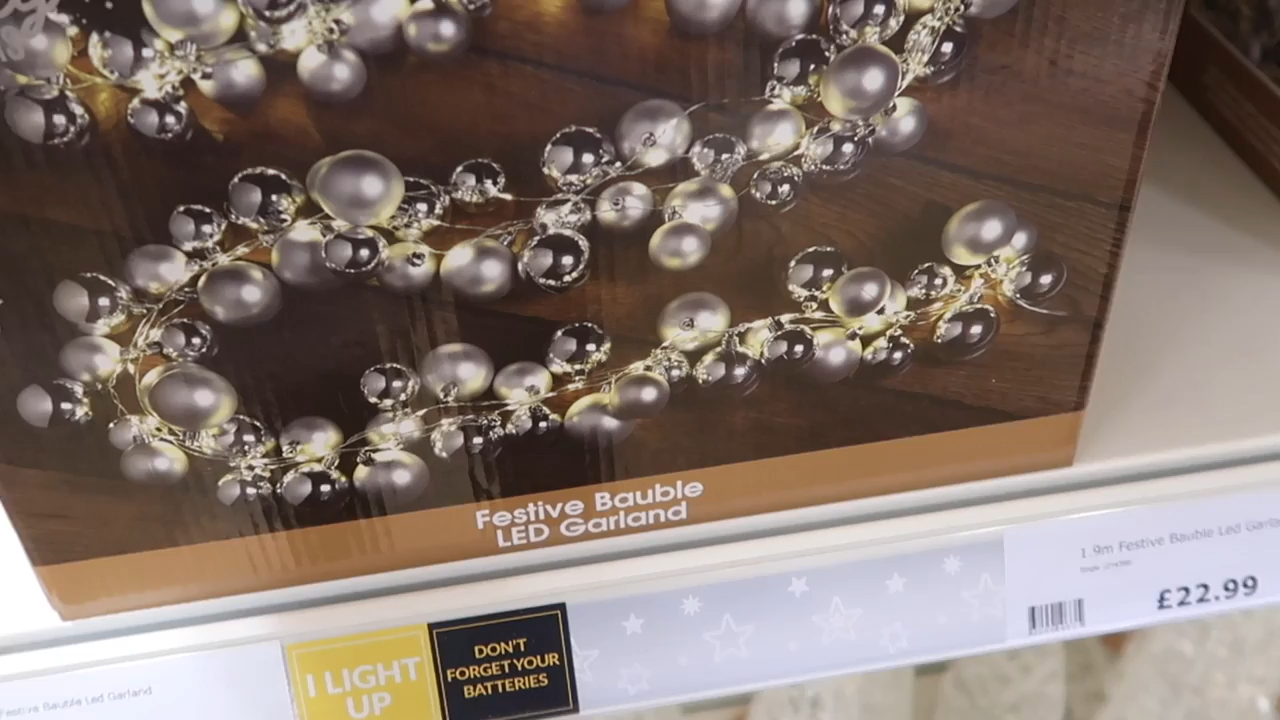 Festive Bauble
LED Garland
1.9m Festive Bauble Led
£22.99
I LIGHT
UP
DON'T
FORGET YOUR
BATTERIES
Festive Bauble Led Garland